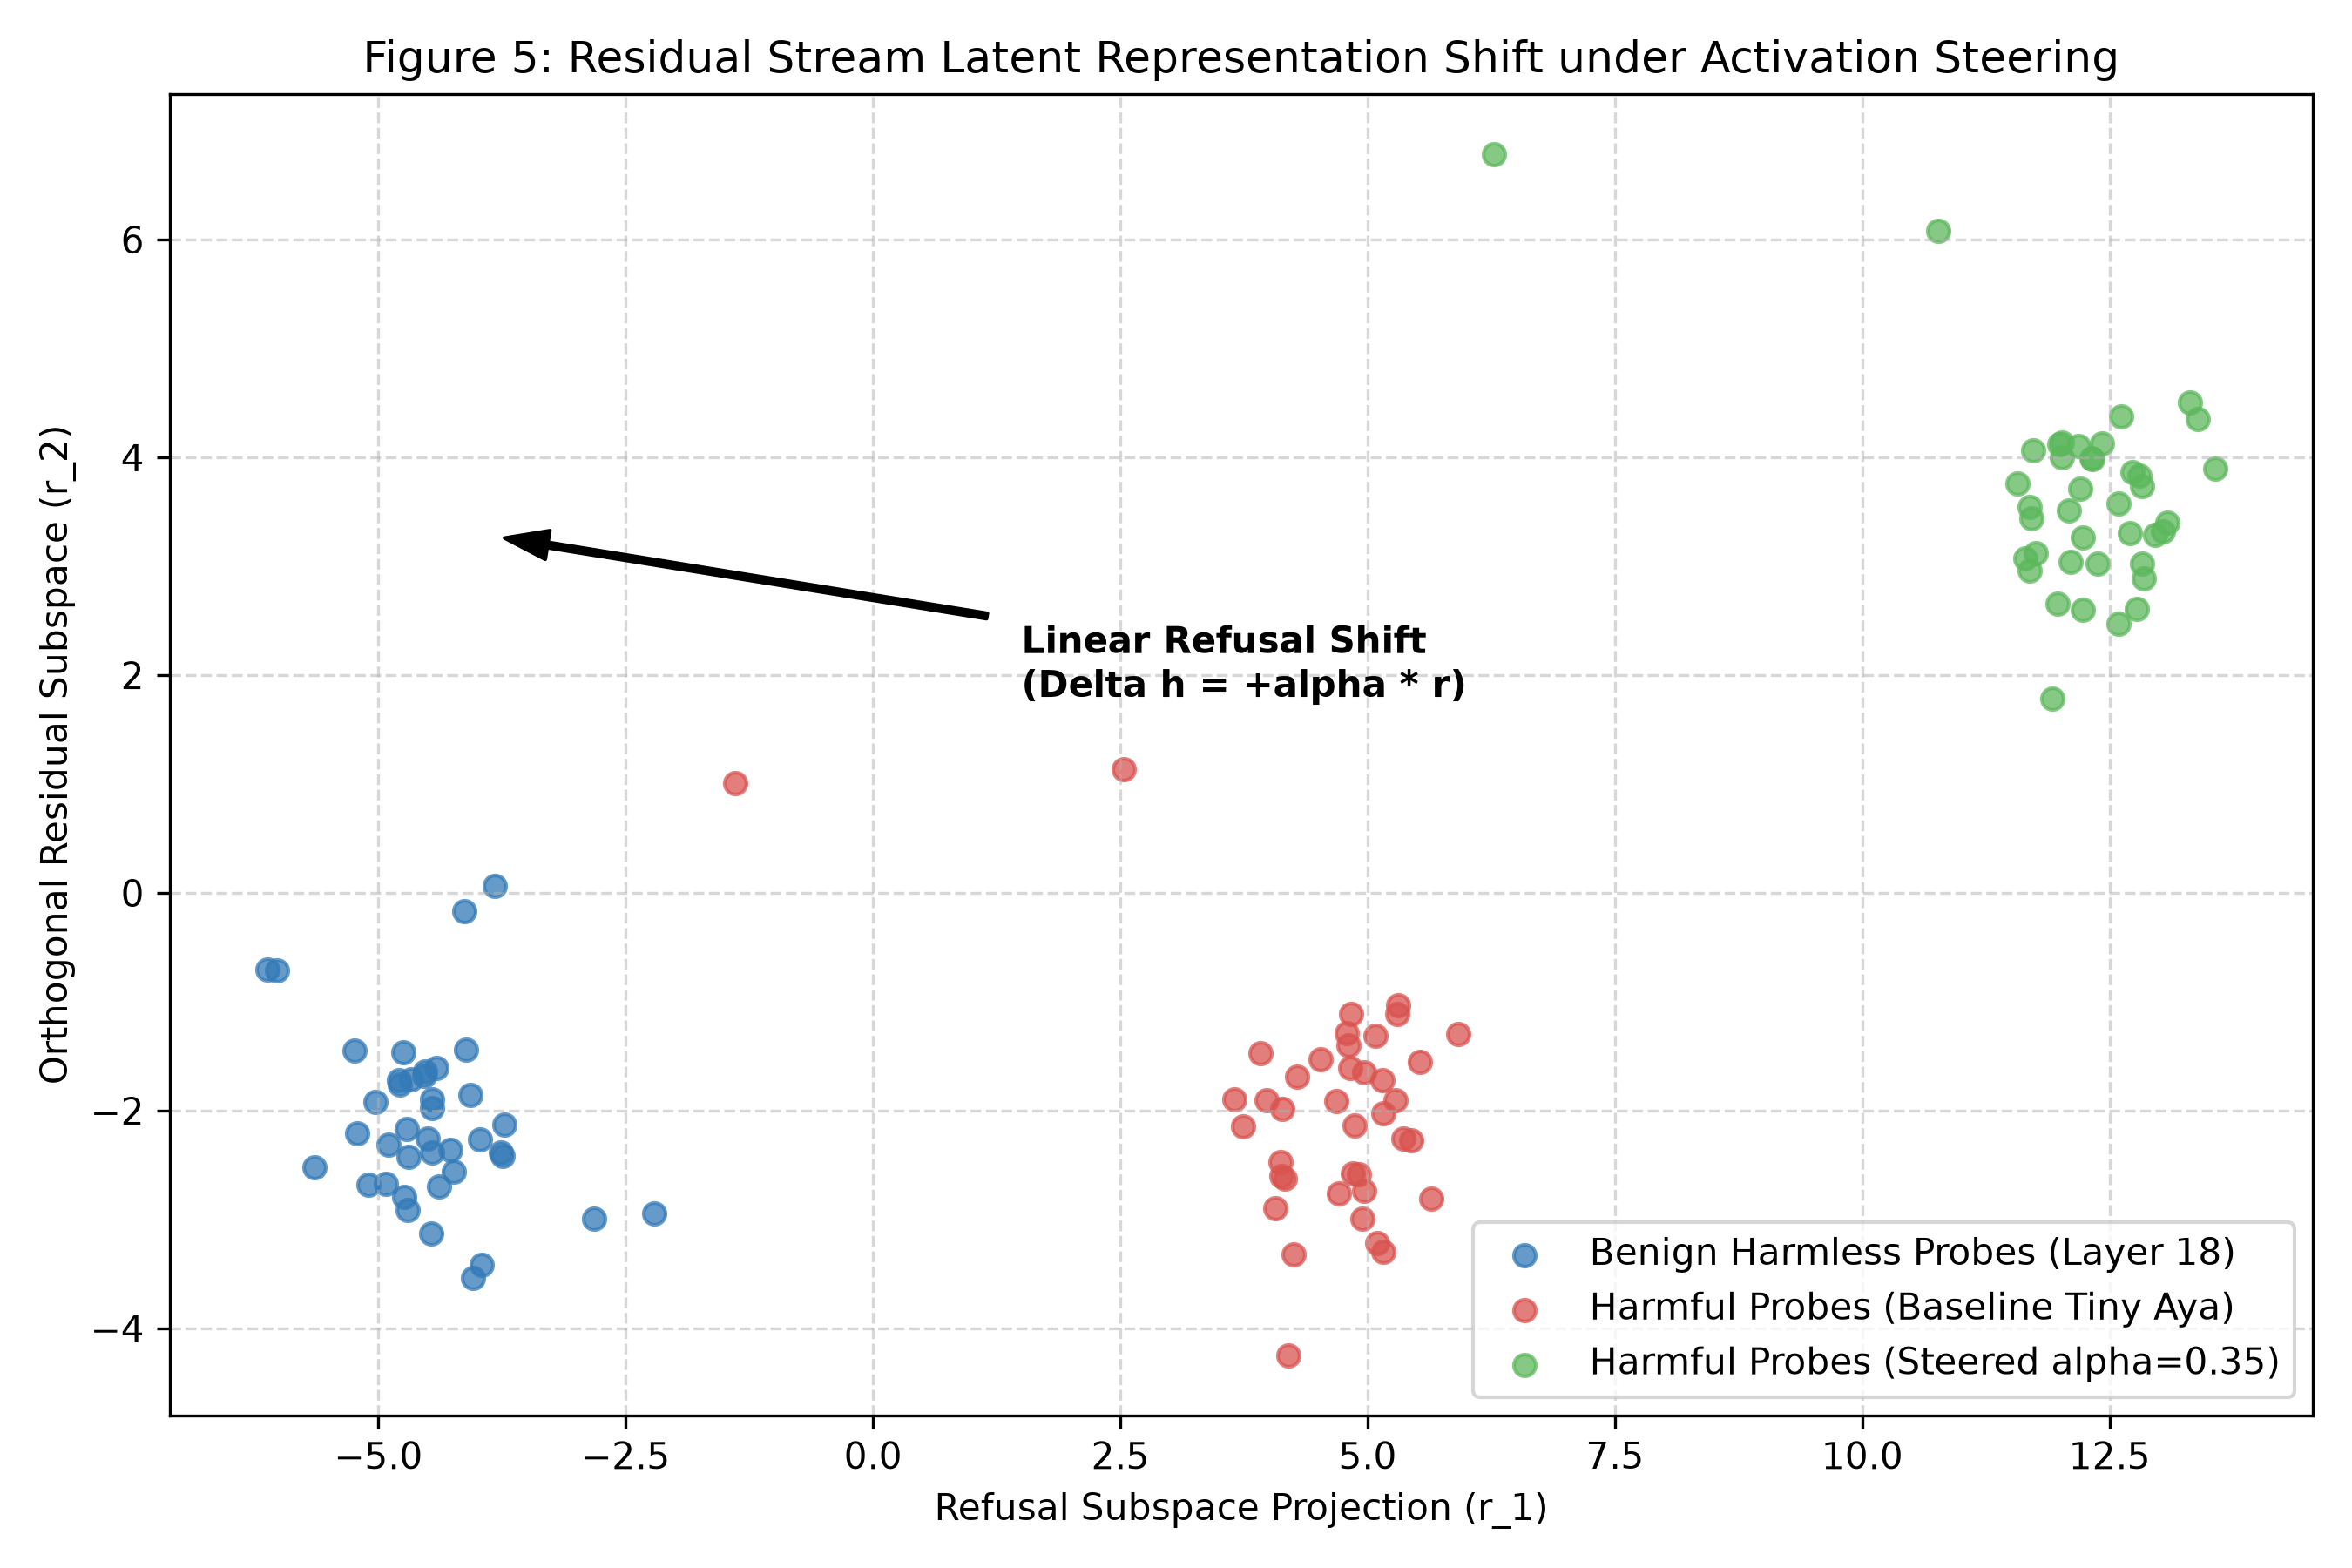 Figure 5: Residual Stream Latent Representation Shift under Activation Steering
Orthogonal Residual Subspace (r_2)
6
4
2
0
−2
−4
Linear Refusal Shift
(Delta h = +alpha * r)
Benign Harmless Probes (Layer 18)
Harmful Probes (Baseline Tiny Aya)
Harmful Probes (Steered alpha=0.35)
−5.0 −2.5 0.0 2.5 5.0 7.5 10.0 12.5
Refusal Subspace Projection (r_1)